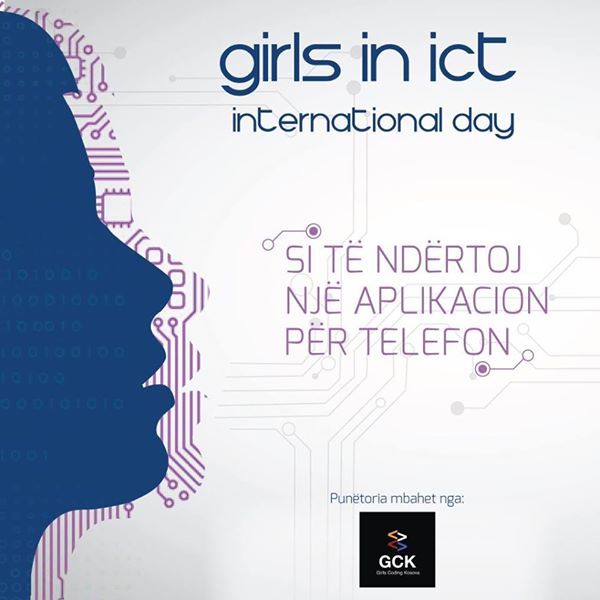 girls in ict
international day
SI TË NDËRTOJ
NJË APLIKACION
PËR TELEFON
Punëtoria mbahet nga:
GCK
Girls Coding Kosova